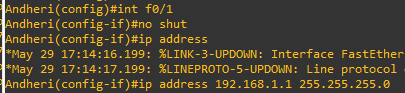 Andheri(config)#int f0/1
Andheri(config-if)#no shut
Andheri(config-if)#ip address
*May 29 17:14:16.199: %LINK-3-UPDOWN: Interface FastEther
*May 29 17:14:17.199: %LINEPROTO-5-UPDOWN: Line protocol
Andheri(config-if)#ip address 192.168.1.1 255.255.255.0